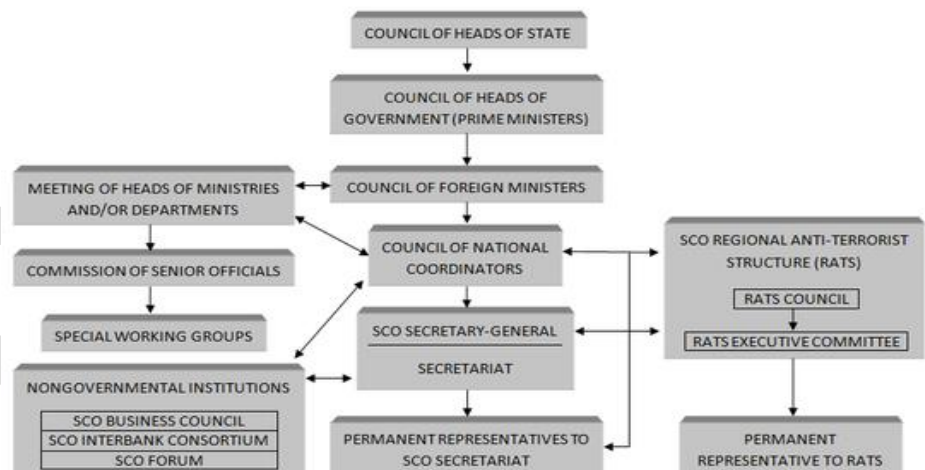 COUNCIL OF HEADS OF STATE
COUNCIL OF HEADS OF
GOVERNMENT (PRIME MINISTERS)
MEETING OF HEADS OF MINISTRIES
AND/OR DEPARTMENTS
COUNCIL OF FOREIGN MINISTERS
COMMISSION OF SENIOR OFFICIALS
COUNCIL OF NATIONAL
COORDINATORS
SCO REGIONAL ANTI-TERRORIST
STRUCTURE (RATS)
RATS COUNCIL
RATS EXECUTIVE COMMITTEE
SPECIAL WORKING GROUPS
SCO SECRETARY-GENERAL
SECRETARIAT
NONGOVERNMENTAL INSTITUTIONS
SCO BUSINESS COUNCIL
SCO INTERBANK CONSORTIUM
SCO FORUM
PERMANENT REPRESENTATIVES TO
SCO SECRETARIAT
PERMANENT
REPRESENTATIVE TO RATS